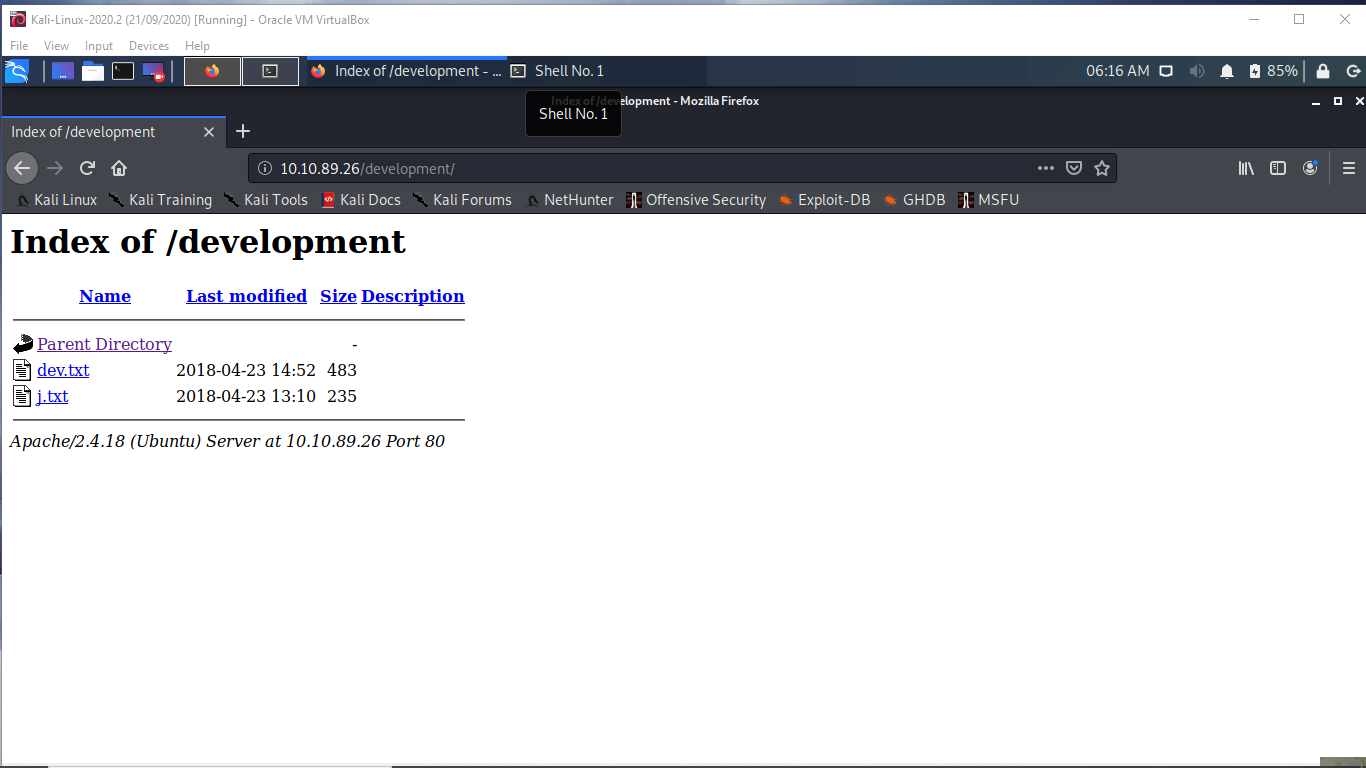 Kali-Linux-2020.2 (21/09/2020) [Running] - Oracle VM VirtualBox
File View Input Devices Help
Index of /development - ... Shell No. 1 06:16 AM 85%
Index of /development - Mozilla Firefox
Shell No. 1
Index of /development
10.10.89.26/development/
Kali Linux Kali Training Kali Tools Kali Docs Kali Forums NetHunter Offensive Security Exploit-DB GHDB MSFU
Index of /development
Name Last modified Size Description
Parent Directory -
dev.txt 2018-04-23 14:52 483
j.txt 2018-04-23 13:10 235
Apache/2.4.18 (Ubuntu) Server at 10.10.89.26 Port 80